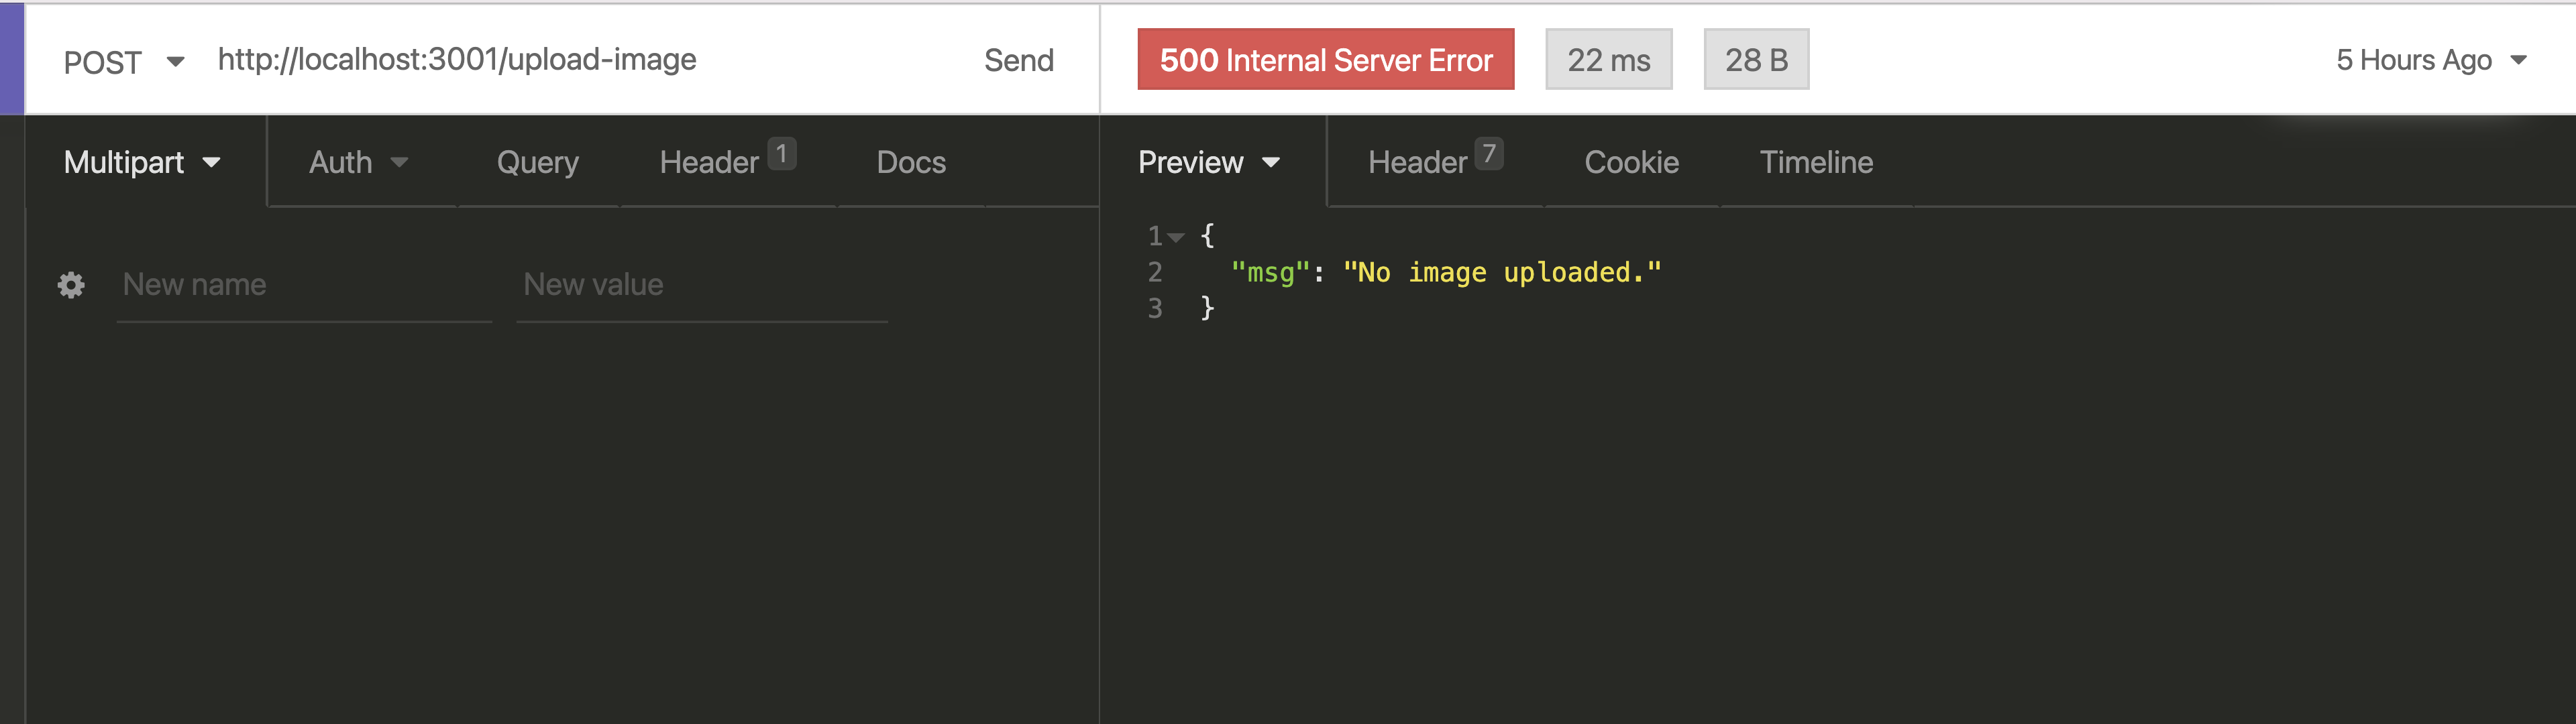 POST http://localhost:3001/upload-image Send
500 Internal Server Error 22 ms 28 B 5 Hours Ago
Multipart Auth Query Header 1 Docs
Preview Header 7 Cookie Timeline
New name New value
1 {
2 "msg": "No image uploaded."
3 }